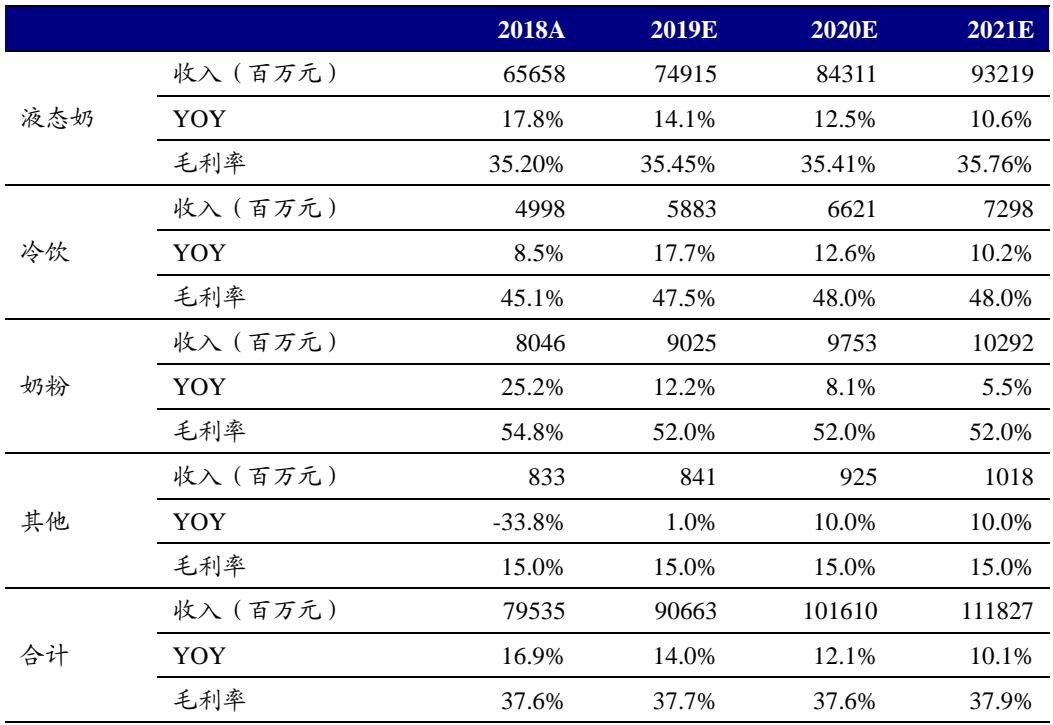 2018A 2019E 2020E 2021E
液态奶 收入（百万元） 65658 74915 84311 93219
YOY 17.8% 14.1% 12.5% 10.6%
毛利率 35.20% 35.45% 35.41% 35.76%
冷饮 收入（百万元） 4998 5883 6621 7298
YOY 8.5% 17.7% 12.6% 10.2%
毛利率 45.1% 47.5% 48.0% 48.0%
奶粉 收入（百万元） 8046 9025 9753 10292
YOY 25.2% 12.2% 8.1% 5.5%
毛利率 54.8% 52.0% 52.0% 52.0%
其他 收入（百万元） 833 841 925 1018
YOY -33.8% 1.0% 10.0% 10.0%
毛利率 15.0% 15.0% 15.0% 15.0%
合计 收入（百万元） 79535 90663 101610 111827
YOY 16.9% 14.0% 12.1% 10.1%
毛利率 37.6% 37.7% 37.6% 37.9%